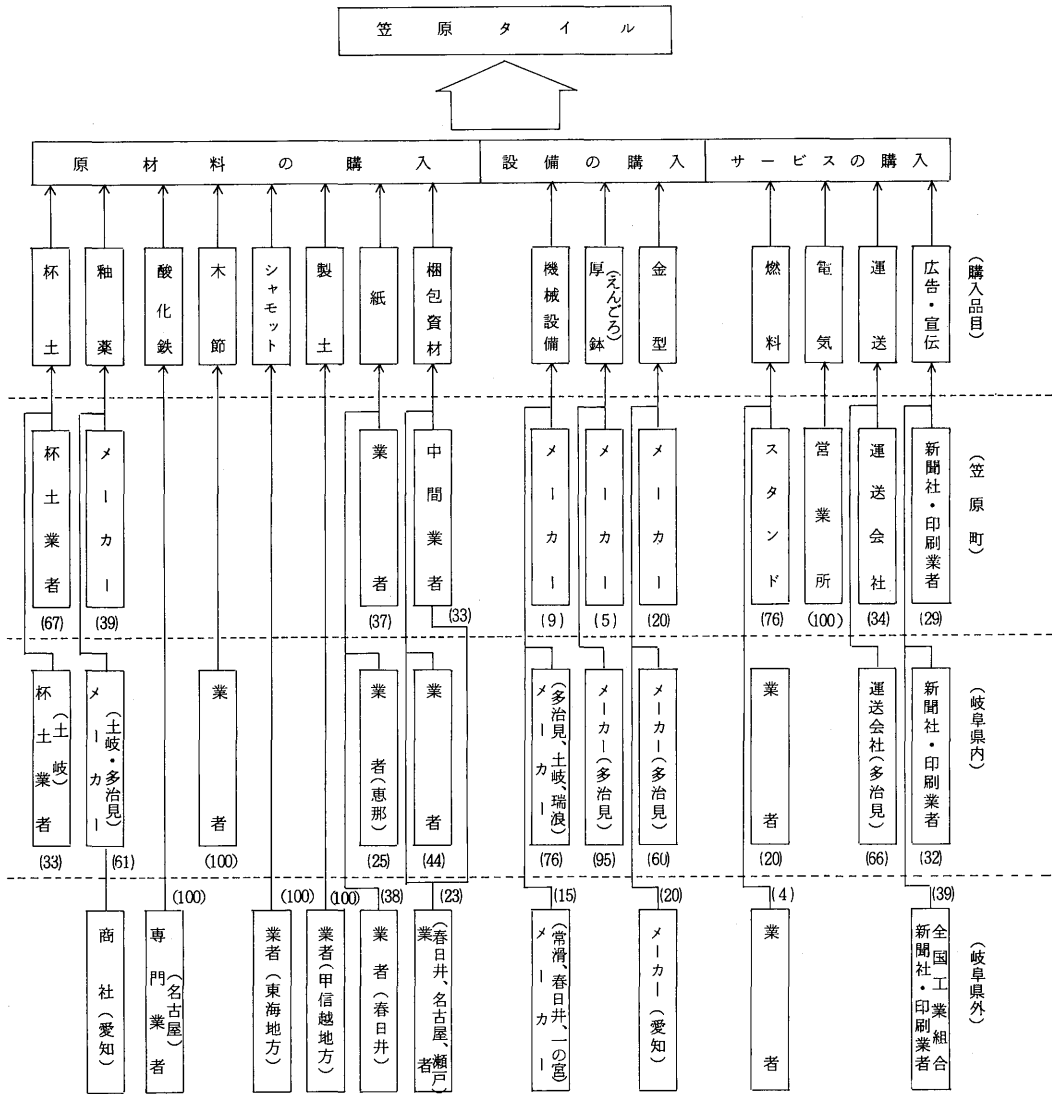 笠原タイル
原材料の購入
設備の購入
サービスの購入
坏土
釉薬
酸化鉄
木節
シャモット
製土
紙
梱包資材
機械設備
厚鉢(えんごろ)
金型
燃料
電気
運送
広告・宣伝
(購入品目)
坏土業者
メーカー
業者
中間業者
メーカー
メーカー
メーカー
スタンド
営業所
運送会社
新聞社・印刷業者
(笠原町)
(67)
(39)
(37)
(33)
(9)
(5)
(20)
(76)
(100)
(34)
(29)
坏土業者(土岐)
メーカー(土岐・多治見)
業者
業者(恵那)
業者
メーカー(多治見、土岐、瑞浪)
メーカー(多治見)
メーカー(多治見)
業者
運送会社(多治見)
新聞社・印刷業者
(岐阜県内)
(33)
(61)
(100)
(25)
(44)
(76)
(95)
(60)
(20)
(66)
(32)
(100)
(100)
(100)
(38)
(23)
(15)
(20)
(4)
(39)
商社(愛知)
専門業者(名古屋)
業者(東海地方)
業者(甲信越地方)
業者(春日井)
業者(春日井、名古屋、瀬戸)
メーカー(常滑、春日井、一の宮)
メーカー(愛知)
業者
全国工業組合
新聞社・印刷業者
(岐阜県外)